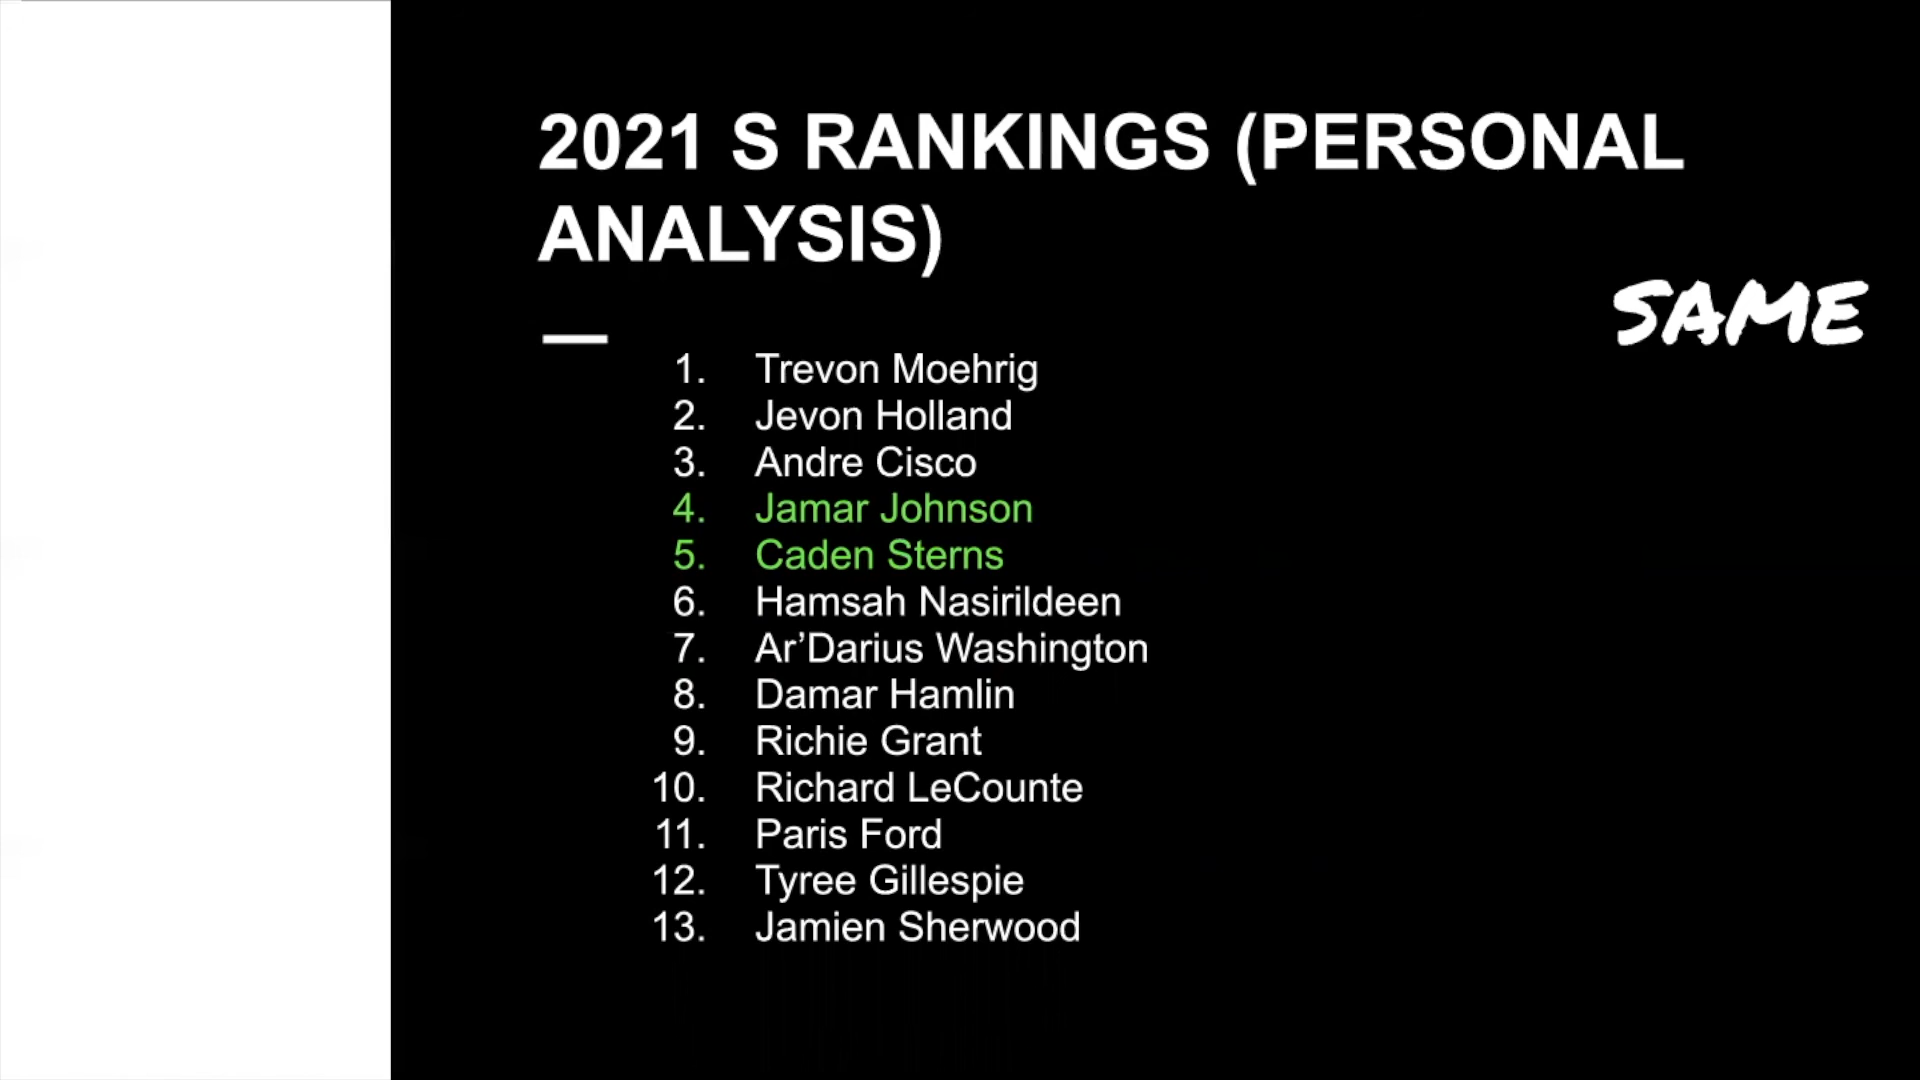 2021 S RANKINGS (PERSONAL
ANALYSIS)
SAME
1. Trevon Moehrig
2. Jevon Holland
3. Andre Cisco
4. Jamar Johnson
5. Caden Sterns
6. Hamsah Nasirildeen
7. Ar’Darius Washington
8. Damar Hamlin
9. Richie Grant
10. Richard LeCounte
11. Paris Ford
12. Tyree Gillespie
13. Jamien Sherwood